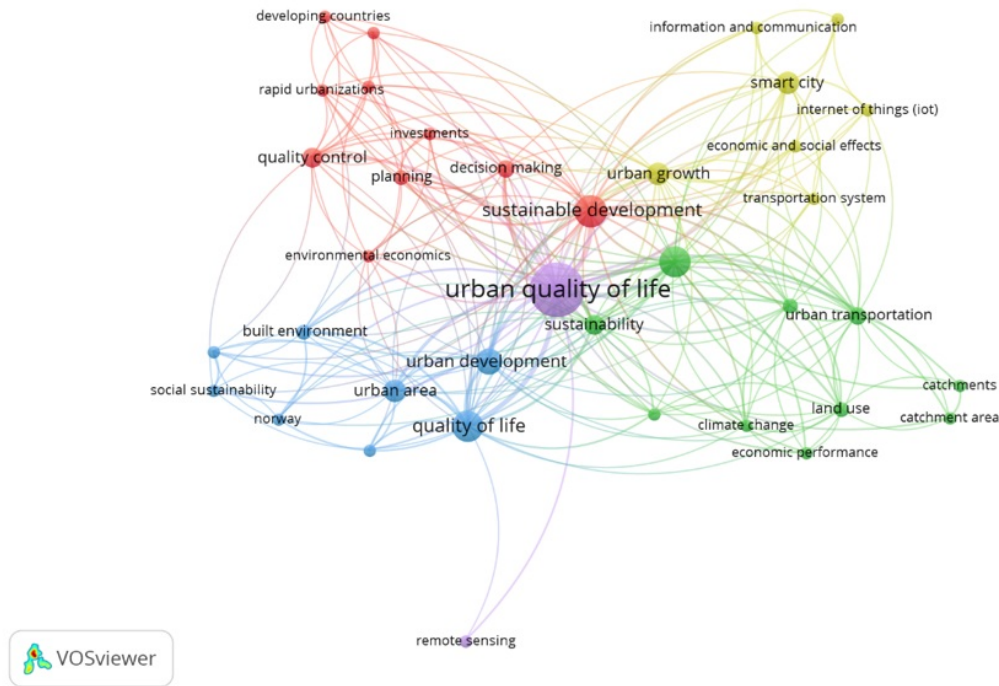 developing countries
information and communication
smart city
rapid urbanizations
internet of things (iot)
investments
economic and social effects
quality control
decision making
urban growth
planning
transportation system
sustainable development
environmental economics
urban quality of life
urban transportation
sustainability
built environment
urban development
social sustainability
urban area
catchments
land use
catchment area
norway
quality of life
climate change
economic performance
remote sensing
VOSviewer